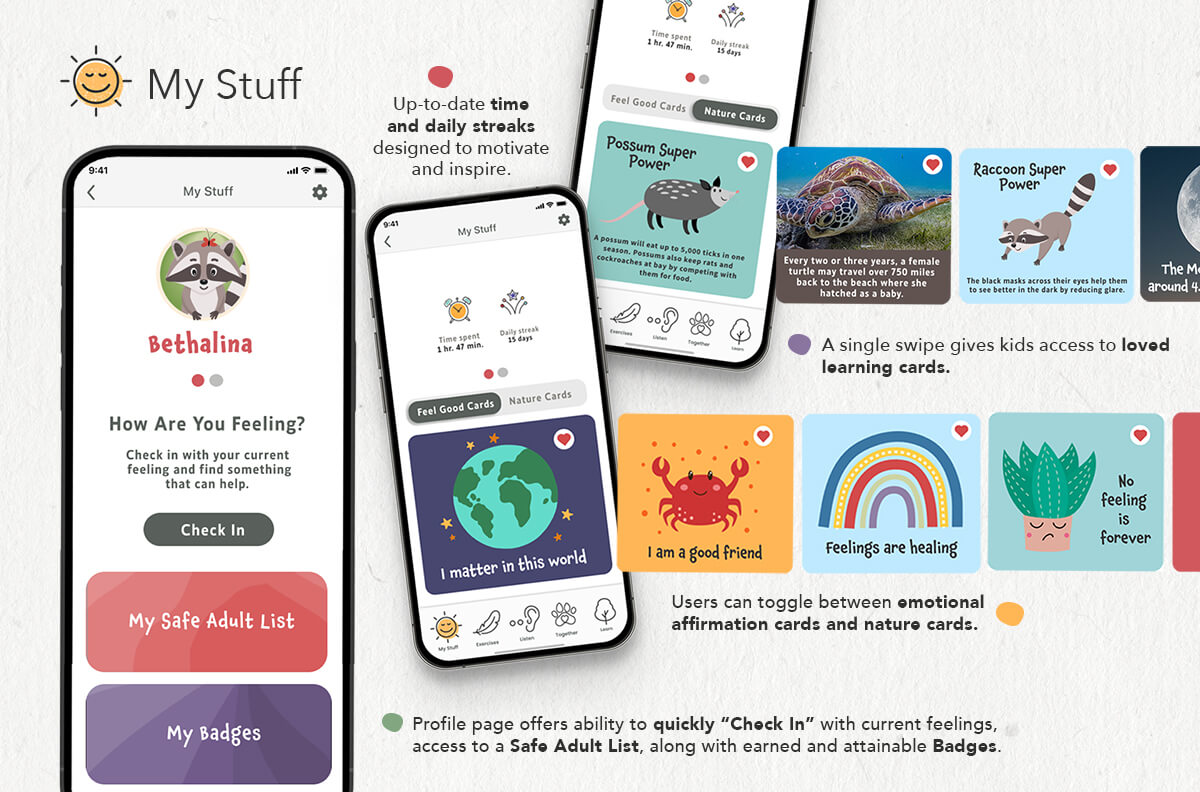 My Stuff
Up-to-date time
and daily streaks
designed to motivate
and inspire.
9:41
My Stuff
Bethalina
How Are You Feeling?
Check in with your current
feeling and find something
that can help.
Check In
My Safe Adult List
My Badges
9:41
My Stuff
Time spent
1 hr. 47 min.
Daily streak
15 days
Feel Good Cards
Nature Cards
I matter in this world
My Stuff
Exercises
Listen
Together
Learn
Time spent
1 hr. 47 min.
Daily streak
15 days
Feel Good Cards
Nature Cards
Possum Super
Power
A possum will eat up to 5,000 ticks in one
season. Possums also keep rats and
cockroaches at bay by competing with
them for food.
Exercises
Listen
Together
Learn
Every two or three years, a female
turtle may travel over 750 miles
back to the beach where she
hatched as a baby.
Raccoon Super
Power
The black masks across their eyes help them
to see better in the dark by reducing glare.
The
around 4.
A single swipe gives kids access to loved
learning cards.
I am a good friend
Feelings are healing
No
feeling
is
forever
Users can toggle between emotional
affirmation cards and nature cards.
Profile page offers ability to quickly “Check In” with current feelings,
access to a Safe Adult List, along with earned and attainable Badges.